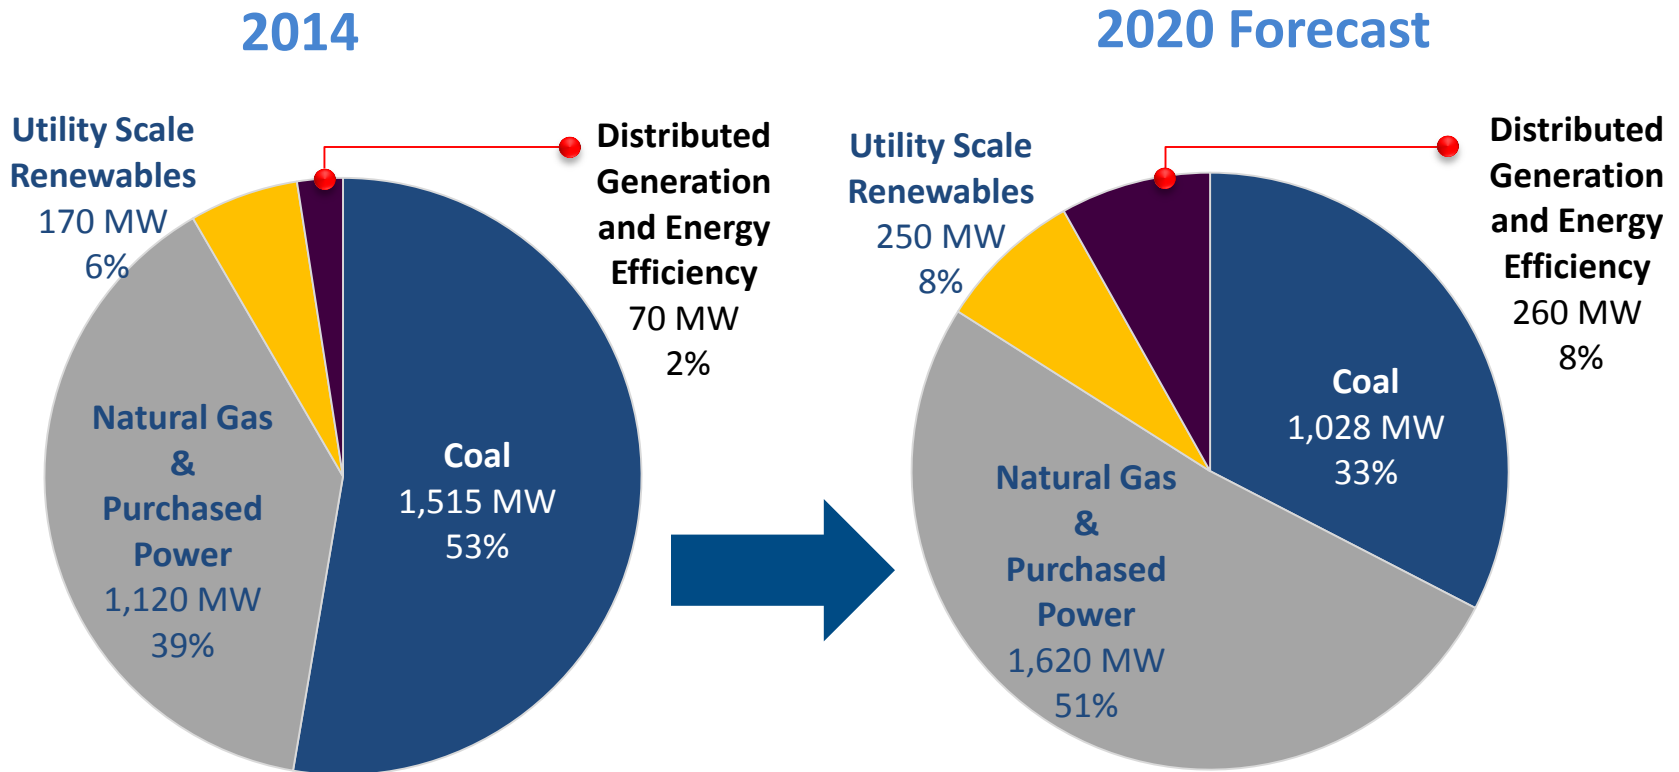 2014
Utility Scale
Renewables
170 MW
6%
Distributed
Generation
and Energy
Efficiency
70 MW
2%
Natural Gas
&
Purchased
Power
1,120 MW
39%
Coal
1,515 MW
53%
2020 Forecast
Utility Scale
Renewables
250 MW
8%
Distributed
Generation
and Energy
Efficiency
260 MW
8%
Coal
1,028 MW
33%
Natural Gas
&
Purchased
Power
1,620 MW
51%